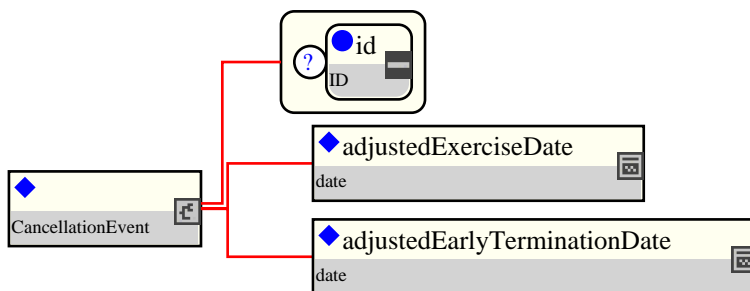 id
?
ID
adjustedExerciseDate
date
CancellationEvent
adjustedEarlyTerminationDate
date